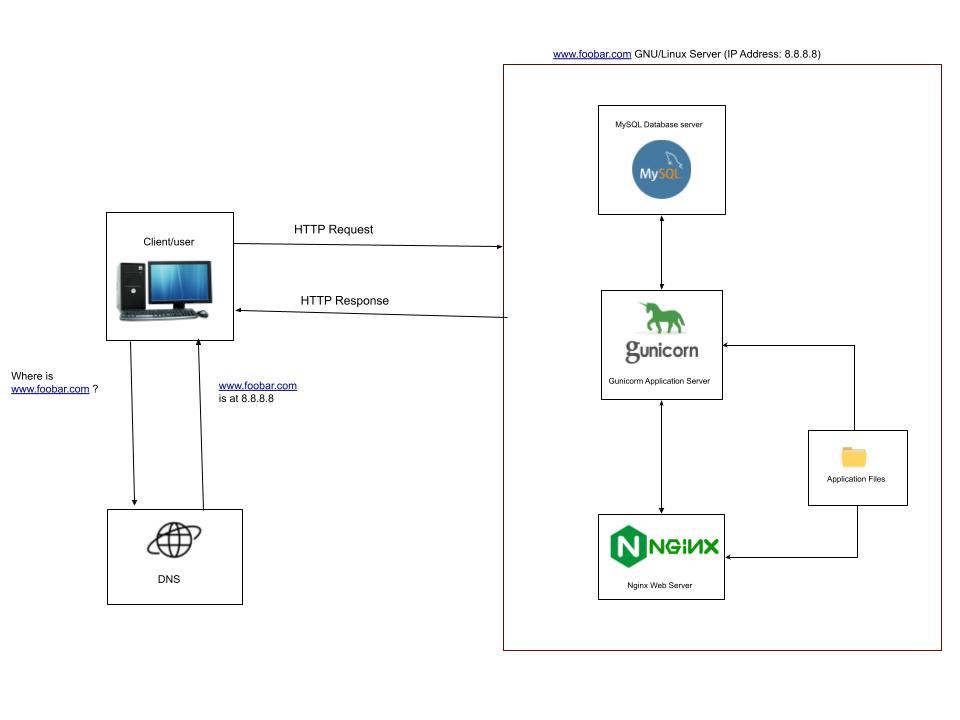 www.foobar.com GNU/Linux Server (IP Address: 8.8.8.8)
MySQL Database server
MySQL
Client/user
HTTP Request
HTTP Response
gunicorn
Gunicorm Application Server
Where is
www.foobar.com ?
www.foobar.com
is at 8.8.8.8
Application Files
DNS
N NGiNX
Nginx Web Server